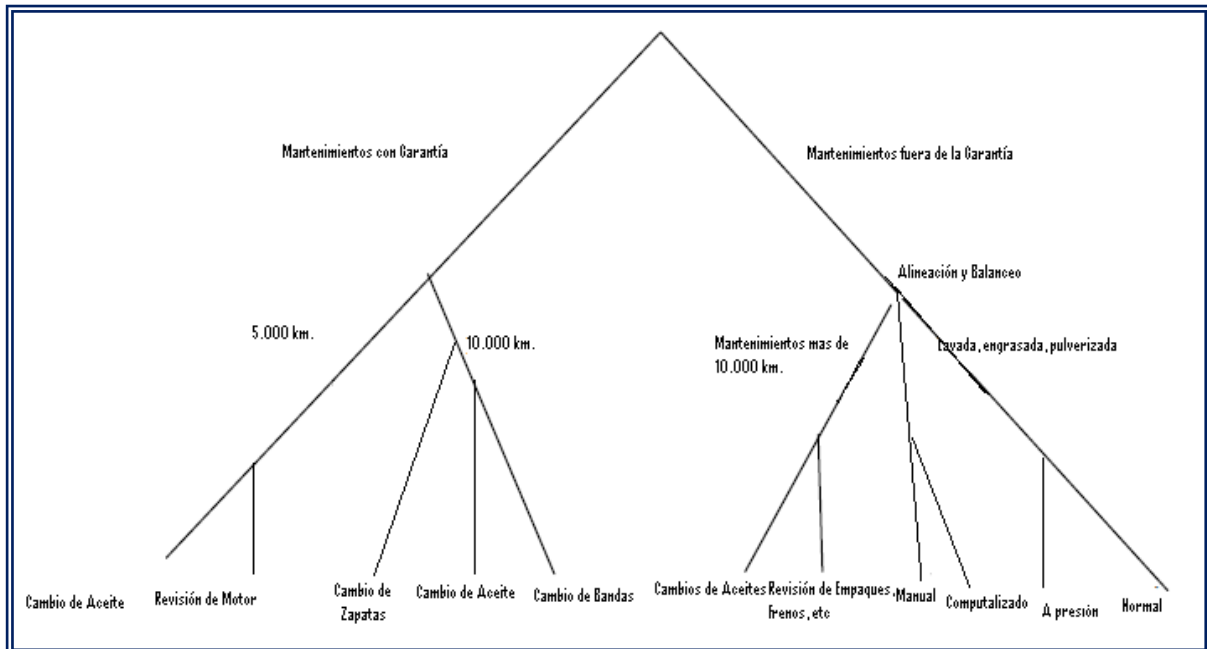 Mantenimientos con Garantía
Mantenimientos fuera de la Garantía
Alineación y Balanceo
5.000 km.
10.000 km.
Mantenimientos mas de
10.000 km.
Lavada, engrasada, pulverizada
Cambio de Aceite
Revisión de Motor
Cambio de
Zapatas
Cambio de Aceite
Cambio de Bandas
Cambios de Aceites
Revisión de Empaques,
Frenos, etc
Manual
Computalizado
A presión
Normal